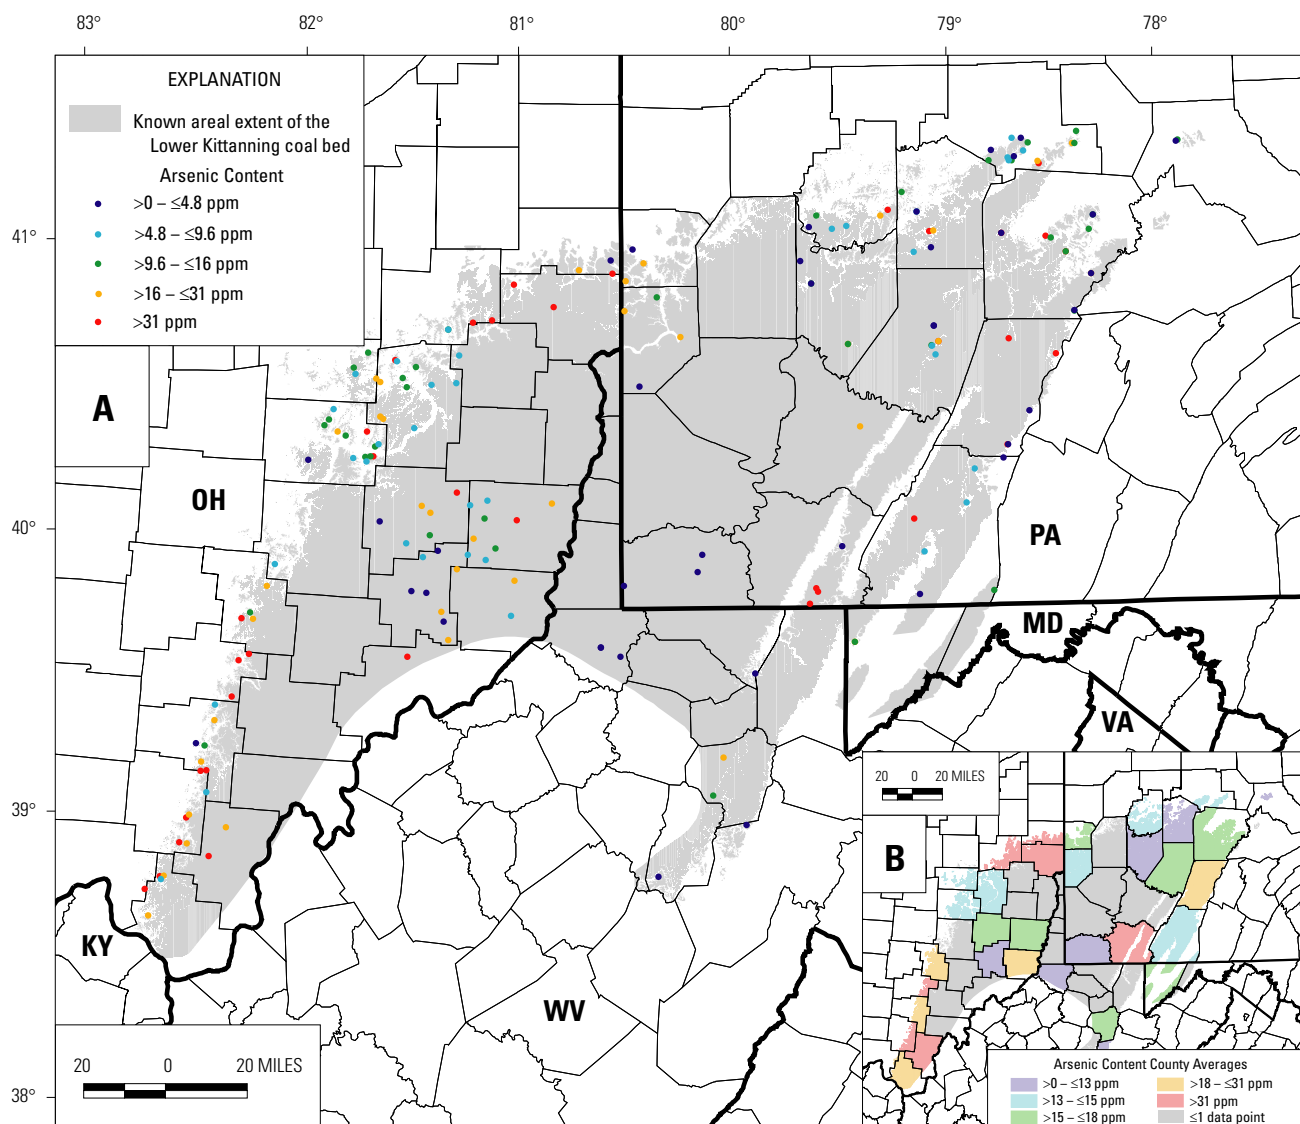 83° 82° 81° 80° 79° 78°
EXPLANATION
Known areal extent of the
Lower Kittanning coal bed
Arsenic Content
>0 – ≤4.8 ppm
>4.8 – ≤9.6 ppm
>9.6 – ≤16 ppm
>16 – ≤31 ppm
>31 ppm
41°
A
OH
40°
PA
MD
VA
39°
KY
WV
38°
20 0 20 MILES
20 0 20 MILES
B
Arsenic Content County Averages
>0 – ≤13 ppm
>13 – ≤15 ppm
>15 – ≤18 ppm
>18 – ≤31 ppm
>31 ppm
≤1 data point